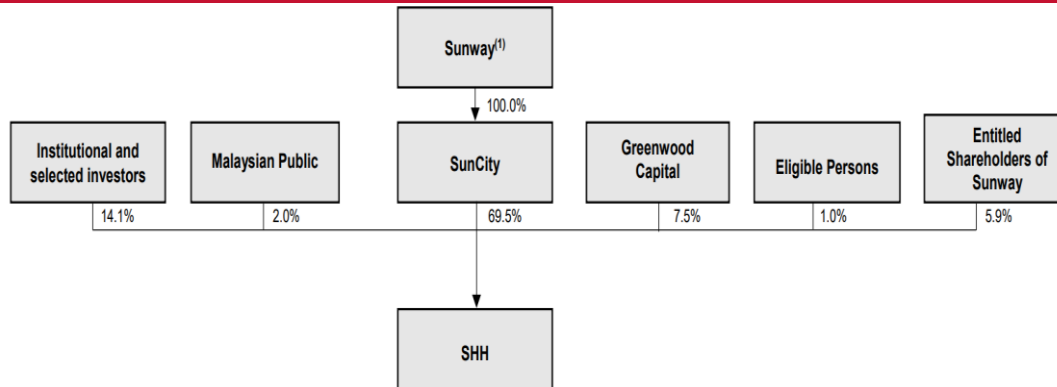 Sunway(1)
100.0%
Institutional and
selected investors
Malaysian Public
SunCity
Greenwood
Capital
Eligible Persons
Entitled
Shareholders of
Sunway
14.1%
2.0%
69.5%
7.5%
1.0%
5.9%
SHH